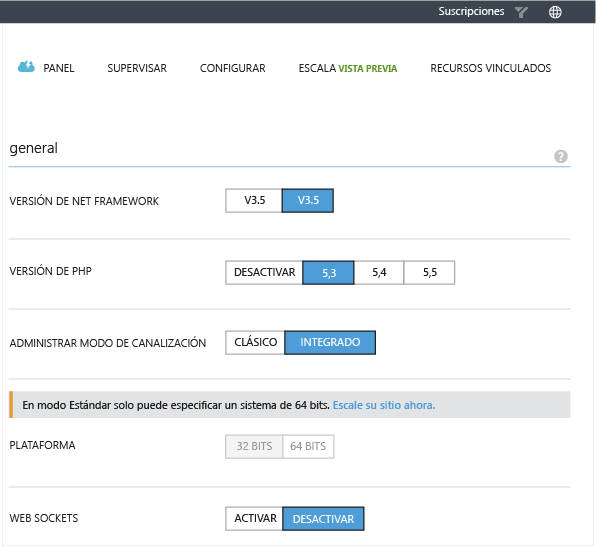 Suscripciones
PANEL SUPERVISAR CONFIGURAR ESCALA VISTA PREVIA RECURSOS VINCULADOS
general ?
VERSIÓN DE NET FRAMEWORK V3.5 V3.5
VERSIÓN DE PHP DESACTIVAR 5,3 5,4 5,5
ADMINISTRAR MODO DE CANALIZACIÓN CLÁSICO INTEGRADO
En modo Estándar solo puede especificar un sistema de 64 bits. Escale su sitio ahora.
PLATAFORMA 32 BITS 64 BITS
WEB SOCKETS ACTIVAR DESACTIVAR